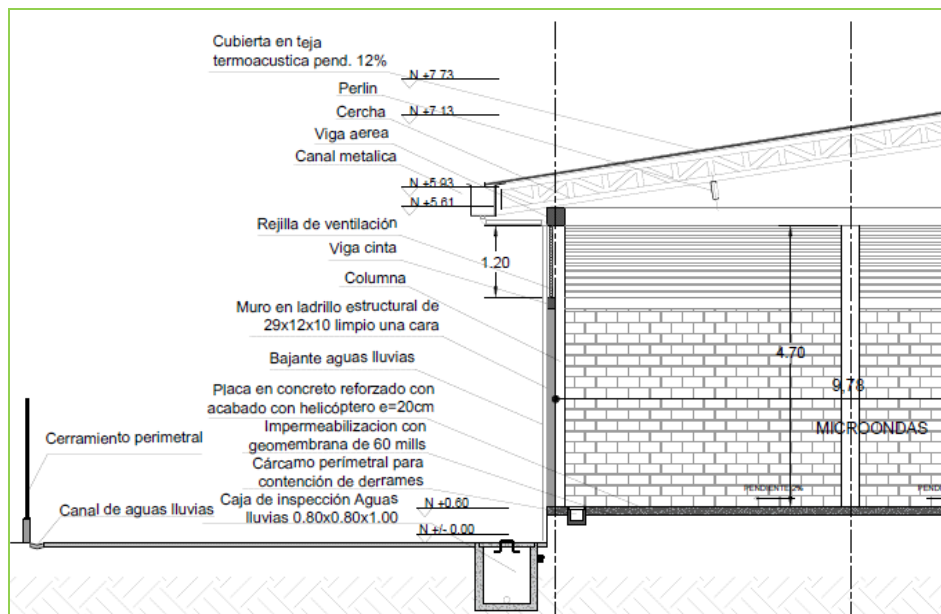 Cubierta en teja
termoacustica pend. 12%
N +7.73
Perlin
Cercha
N +7.13
Viga aerea
Canal metalica
N +5.93
N +5.61
Rejilla de ventilación
1.20
Viga cinta
Columna
Muro en ladrillo estructural de
29x12x10 limpio una cara
4.70
Bajante aguas lluvias
9,78
Placa en concreto reforzado con
acabado con helicóptero e=20cm
Impermeabilizacion con
geomembrana de 60 mills
MICROONDAS
Cerramiento perimetral
Cárcamo perímetral para
contención de derrames
PENDIENTE 2%
PEND
Canal de aguas lluvias
Caja de inspección Aguas
lluvias 0.80x0.80x1.00
N +0.60
N +/- 0.00